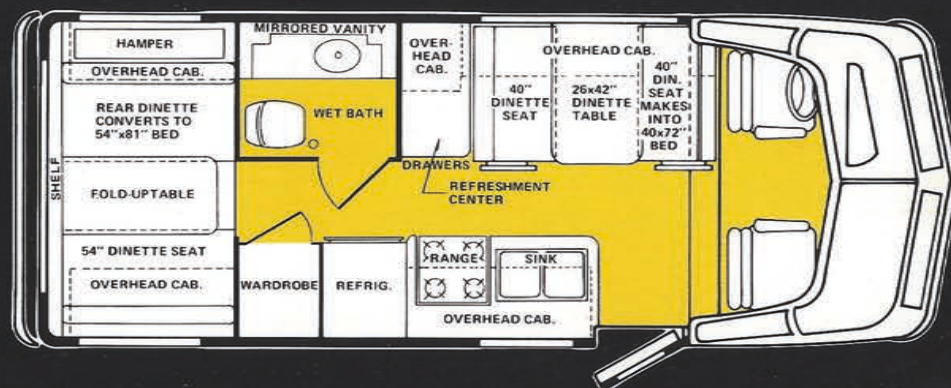 HAMPER
OVERHEAD CAB.
REAR DINETTE
CONVERTS TO
54"x81" BED
SHELF
FOLD-UPTABLE
54" DINETTE SEAT
OVERHEAD CAB.
MIRRORED VANITY
WET BATH
WARDROBE
REFRIG.
OVER-
HEAD
CAB.
DRAWERS
REFRESHMENT
CENTER
OVERHEAD CAB.
40"
DINETTE
SEAT
26x42"
DINETTE
TABLE
40"
DIN.
SEAT
MAKES
INTO
40x72"
BED
RANGE
SINK
OVERHEAD CAB.